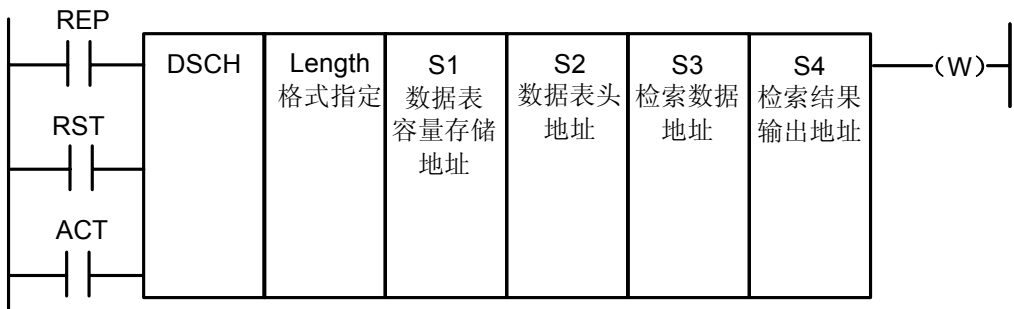 REP
RST
ACT
DSCH
Length
格式指定
S1
数据表
容量存储
地址
S2
数据表头
地址
S3
检索数据
地址
S4
检索结果
输出地址
(W)